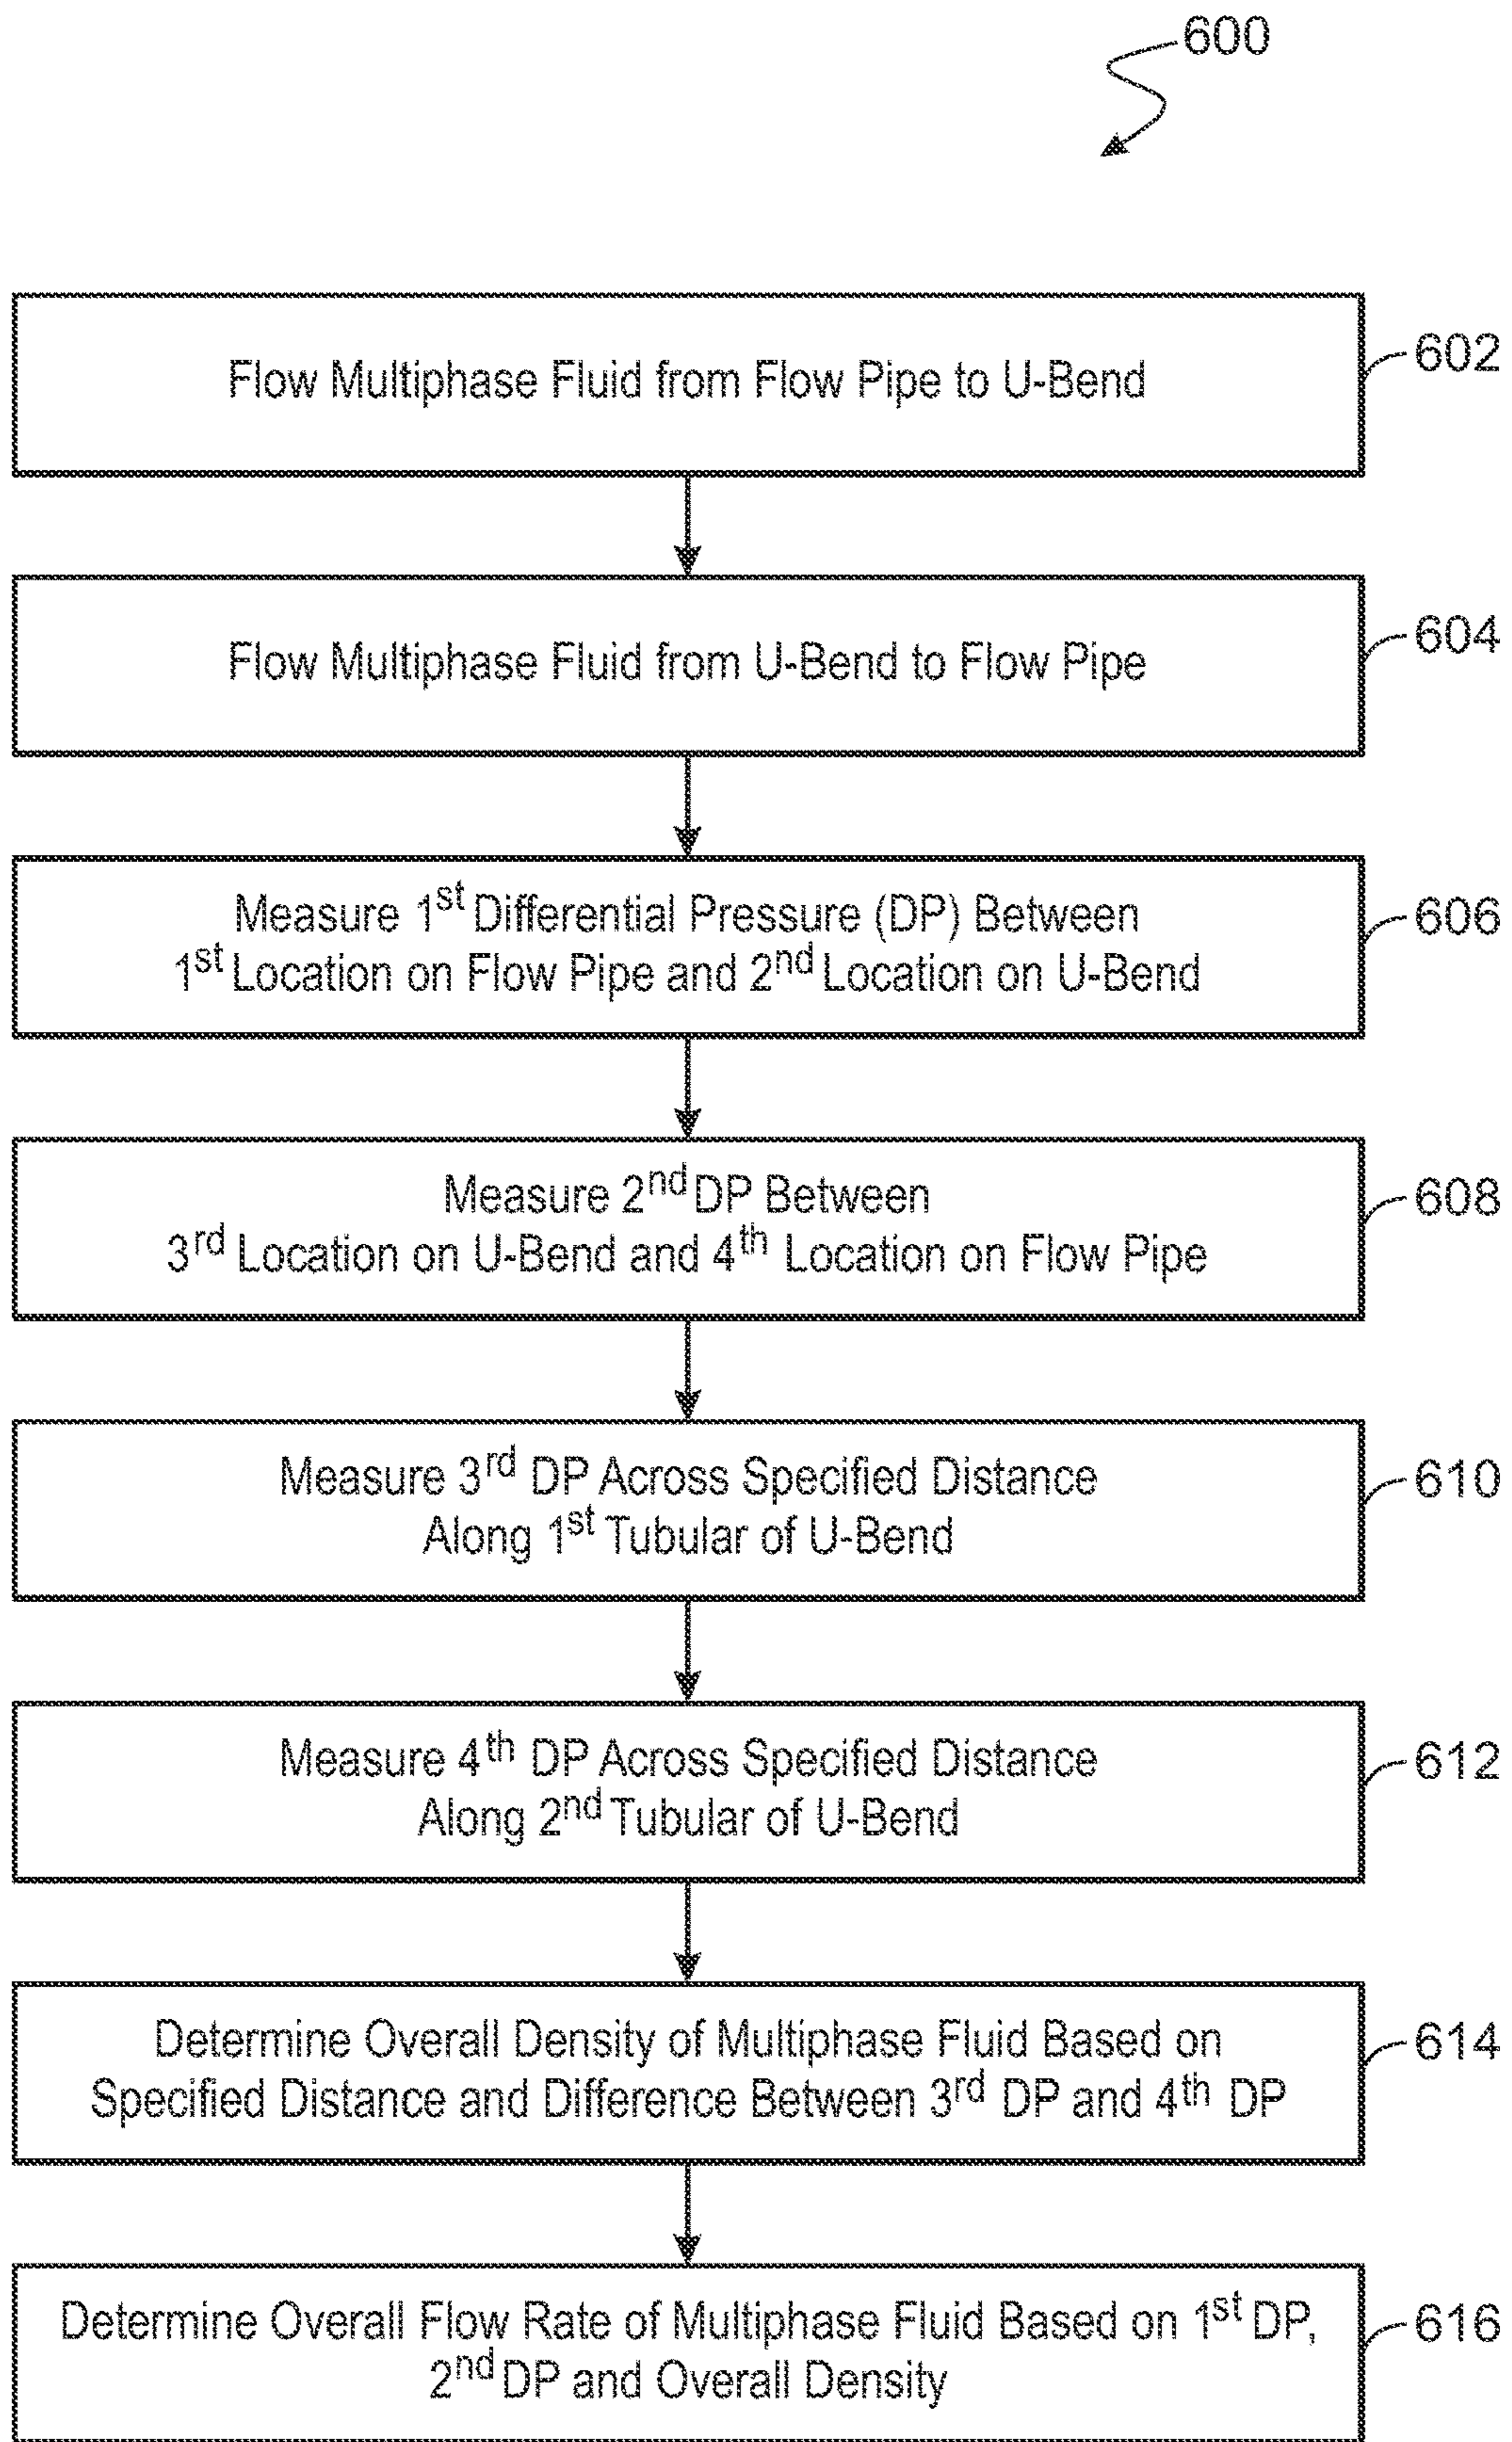 600
Flow Multiphase Fluid from Flow Pipe to U-Bend
602
Flow Multiphase Fluid from U-Bend to Flow Pipe
604
Measure 1st Differential Pressure (DP) Between
1st Location on Flow Pipe and 2nd Location on U-Bend
606
Measure 2nd DP Between
3rd Location on U-Bend and 4th Location on Flow Pipe
608
Measure 3rd DP Across Specified Distance
Along 1st Tubular of U-Bend
610
Measure 4th DP Across Specified Distance
Along 2nd Tubular of U-Bend
612
Determine Overall Density of Multiphase Fluid Based on
Specified Distance and Difference Between 3rd DP and 4th DP
614
Determine Overall Flow Rate of Multiphase Fluid Based on 1st DP,
2nd DP and Overall Density
616